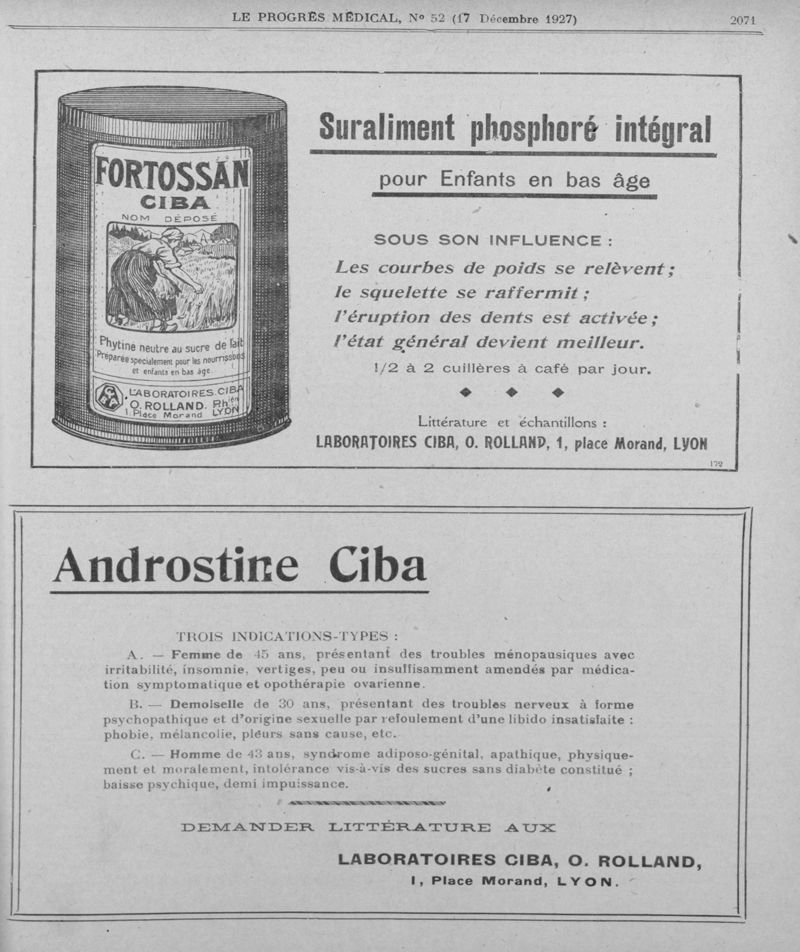 LE PROGRÈS MÉDICAL, No 52 (17 Décembre 1927) 2071
FORTOSSAN
CIBA
NOM DÉPOSÉ
Phytine neutre au sucre de lait
Préparée spécialement pour les nourrissons
et enfants en bas âge.
LABORATOIRES CIBA
O. ROLLAND. Phien
1 Place Morand LYON
CIBA
Suraliment phosphoré intégral
pour Enfants en bas âge
SOUS SON INFLUENCE :
Les courbes de poids se relèvent ;
le squelette se raffermit ;
l'éruption des dents est activée ;
l'état général devient meilleur.
1/2 à 2 cuillères à café par jour.
Littérature et échantillons :
LABORATOIRES CIBA, O. ROLLAND, 1, place Morand, LYON
172
Androstine Ciba
TROIS INDICATIONS-TYPES :
A. — Femme de 45 ans, présentant des troubles ménopausiques avec
irritabilité, insomnie, vertiges, peu ou insuffisamment amendés par médica-
tion symptomatique et opothérapie ovarienne.
B. — Demoiselle de 30 ans, présentant des troubles nerveux à forme
psychopathique et d'origine sexuelle par refoulement d'une libido insatisfaite :
phobie, mélancolie, pleurs sans cause, etc.
C. — Homme de 43 ans, syndrome adiposo-génital, apathique, physique-
ment et moralement, intolérance vis-à-vis des sucres sans diabète constitué ;
baisse psychique, demi impuissance.
DEMANDER LITTÉRATURE AUX
LABORATOIRES CIBA, O. ROLLAND,
1, Place Morand, LYON.